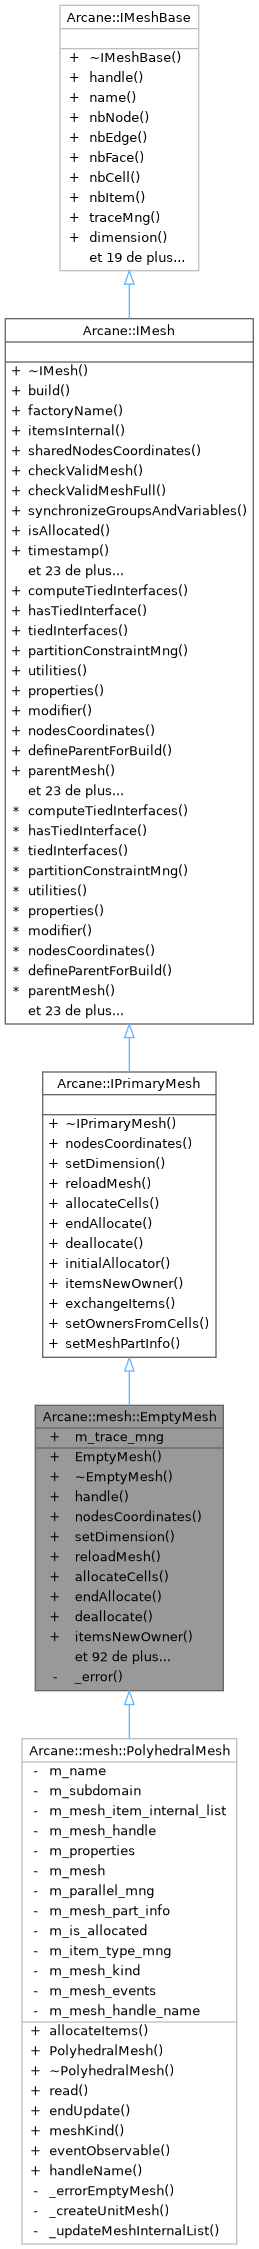 Arcane::IMeshBase
+ ~IMeshBase()
+ handle()
+ name()
+ nbNode()
+ nbEdge()
+ nbFace()
+ nbCell()
+ nbItem()
+ traceMng()
+ dimension()
et 19 de plus...
Arcane::IMesh
+ ~IMesh()
+ build()
+ factoryName()
+ itemsInternal()
+ sharedNodesCoordinates()
+ checkValidMesh()
+ checkValidMeshFull()
+ synchronizeGroupsAndVariables()
+ isAllocated()
+ timestamp()
et 23 de plus...
+ computeTiedInterfaces()
+ hasTiedInterface()
+ tiedInterfaces()
+ partitionConstraintMng()
+ utilities()
+ properties()
+ modifier()
+ nodesCoordinates()
+ defineParentForBuild()
+ parentMesh()
et 23 de plus...
* computeTiedInterfaces()
* hasTiedInterface()
* tiedInterfaces()
* partitionConstraintMng()
* utilities()
* properties()
* modifier()
* nodesCoordinates()
* defineParentForBuild()
* parentMesh()
et 23 de plus...
Arcane::IPrimaryMesh
+ ~IPrimaryMesh()
+ nodesCoordinates()
+ setDimension()
+ reloadMesh()
+ allocateCells()
+ endAllocate()
+ deallocate()
+ initialAllocator()
+ itemsNewOwner()
+ exchangeItems()
+ setOwnersFromCells()
+ setMeshPartInfo()
Arcane::mesh::EmptyMesh
+ m_trace_mng
+ EmptyMesh()
+ ~EmptyMesh()
+ handle()
+ nodesCoordinates()
+ setDimension()
+ reloadMesh()
+ allocateCells()
+ endAllocate()
+ deallocate()
+ itemsNewOwner()
et 92 de plus...
- _error()
Arcane::mesh::PolyhedralMesh
- m_name
- m_subdomain
- m_mesh_item_internal_list
- m_mesh_handle
- m_properties
- m_mesh
- m_parallel_mng
- m_mesh_part_info
- m_is_allocated
- m_item_type_mng
- m_mesh_kind
- m_mesh_events
- m_mesh_handle_name
+ allocateItems()
+ PolyhedralMesh()
+ ~PolyhedralMesh()
+ read()
+ endUpdate()
+ meshKind()
+ eventObservable()
+ handleName()
- _errorEmptyMesh()
- _createUnitMesh()
- _updateMeshInternalList()